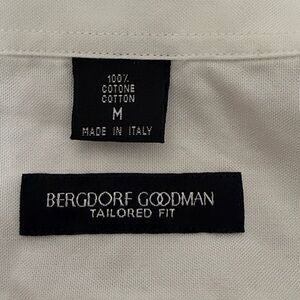 100%
COTONE
COTTON
M
MADE IN ITALY
BERGDORF GOODMAN
TAILORED FIT